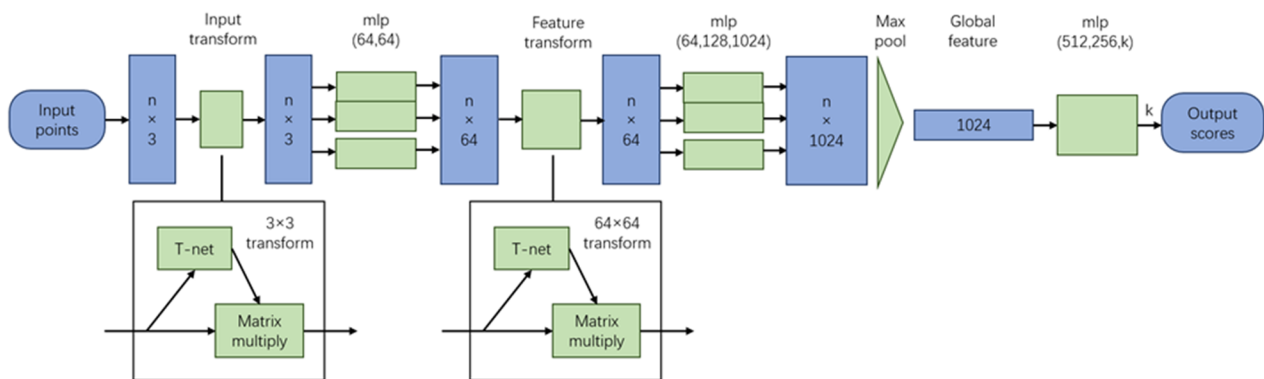 Input
transform
mlp
(64,64)
Feature
transform
mlp
(64,128,1024)
Max
pool
Global
feature
mlp
(512,256,k)
Input
points
n
×
3
n
×
3
n
×
64
n
×
64
n
×
1024
1024
k
Output
scores
3×3
transform
T-net
Matrix
multiply
64×64
transform
T-net
Matrix
multiply